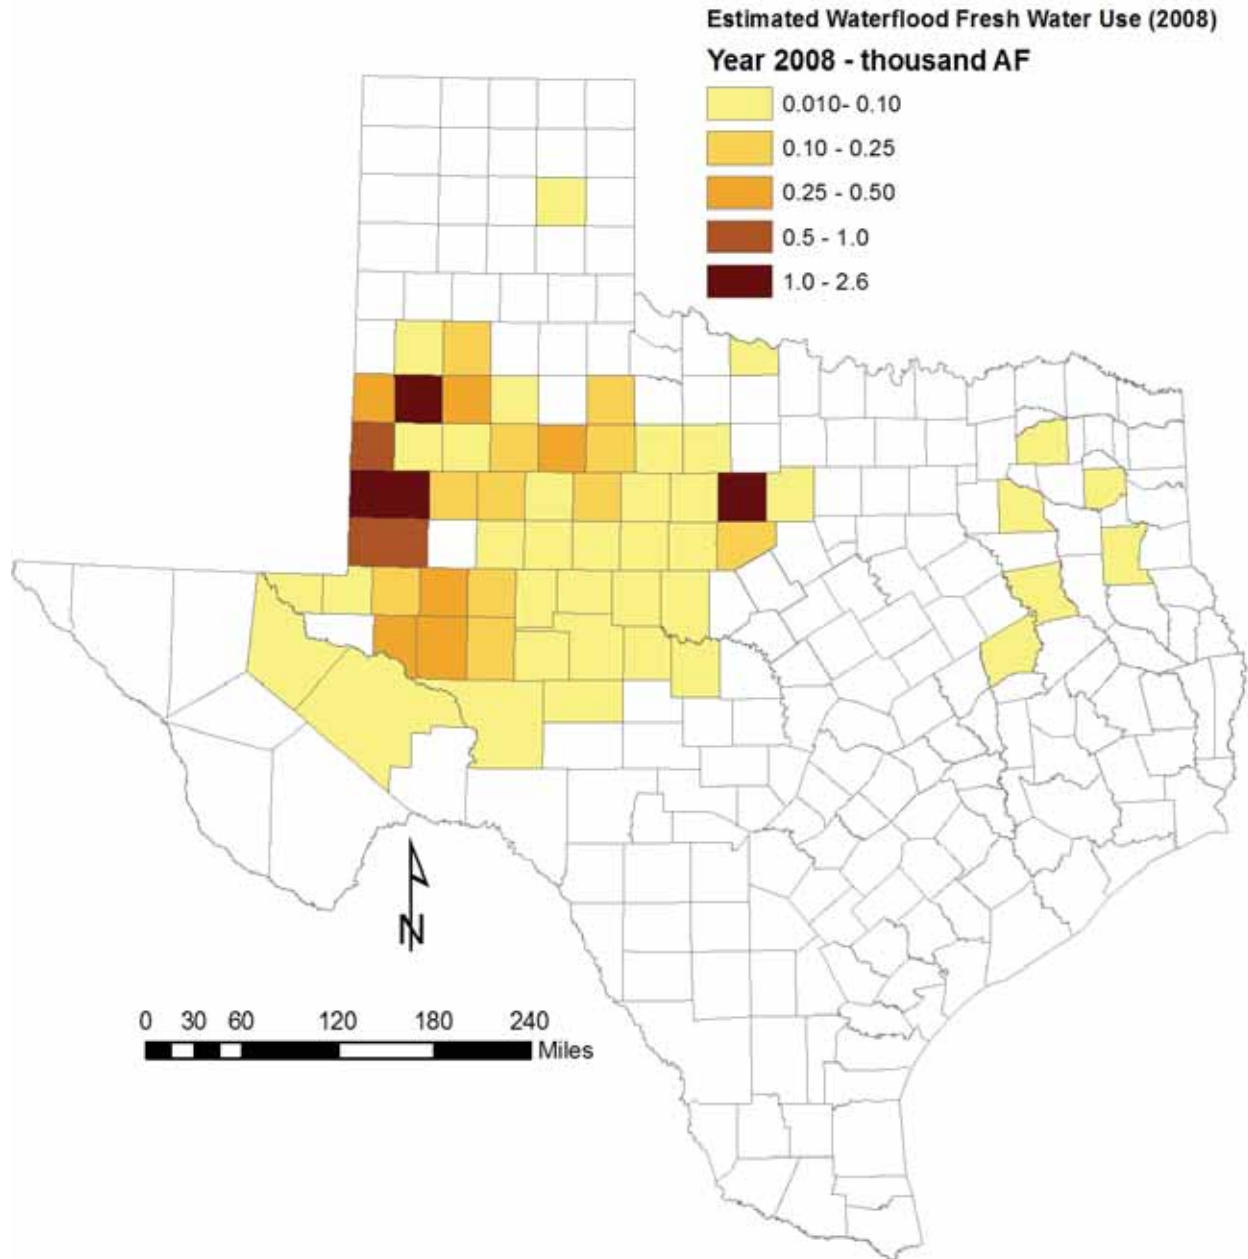 Estimated Waterflood Fresh Water Use (2008)
Year 2008 - thousand AF
0.010- 0.10
0.10 - 0.25
0.25 - 0.50
0.5 - 1.0
1.0 - 2.6
N
0 30 60 120 180 240
Miles